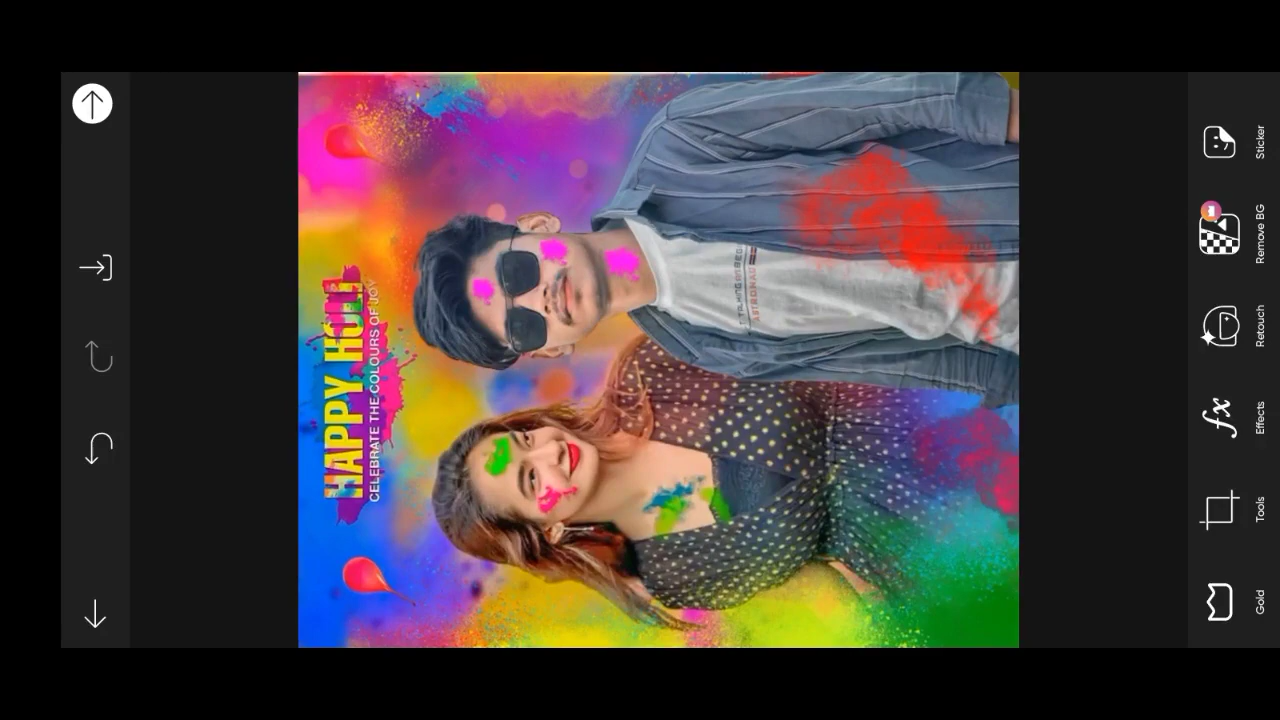 HAPPY HOLI
CELEBRATE THE COLOURS OF JOY
Gold
Tools
Effects
Retouch
Remove BG
Sticker